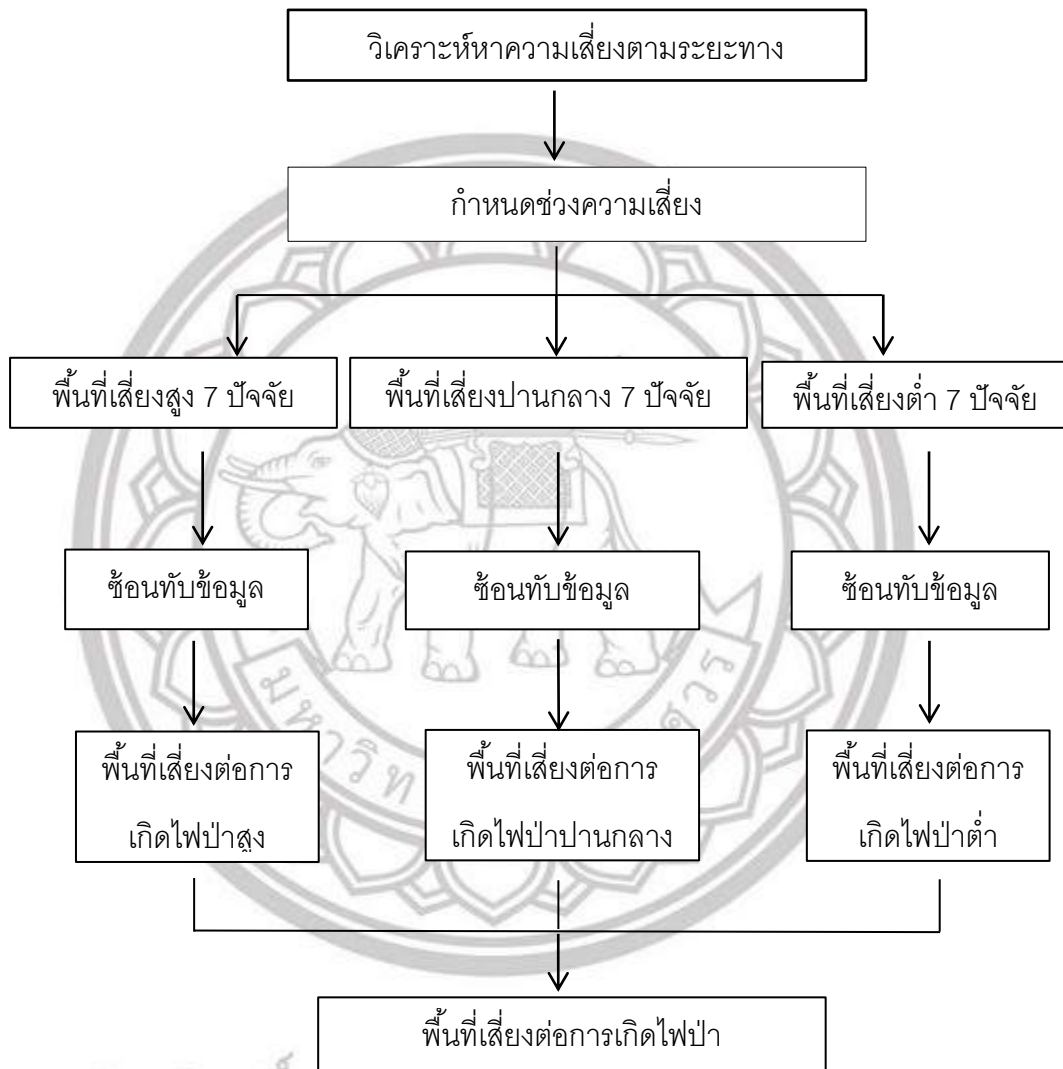 วิเคราะห์หาความเสี่ยงตามระยะทาง
กำหนดช่วงความเสี่ยง
พื้นที่เสี่ยงสูง 7 ปัจจัย
พื้นที่เสี่ยงปานกลาง 7 ปัจจัย
พื้นที่เสี่ยงต่ำ 7 ปัจจัย
ซ้อนทับข้อมูล
ซ้อนทับข้อมูล
ซ้อนทับข้อมูล
พื้นที่เสี่ยงต่อการ
เกิดไฟป่าสูง
พื้นที่เสี่ยงต่อการ
เกิดไฟป่าปานกลาง
พื้นที่เสี่ยงต่อการ
เกิดไฟป่าต่ำ
พื้นที่เสี่ยงต่อการเกิดไฟป่า